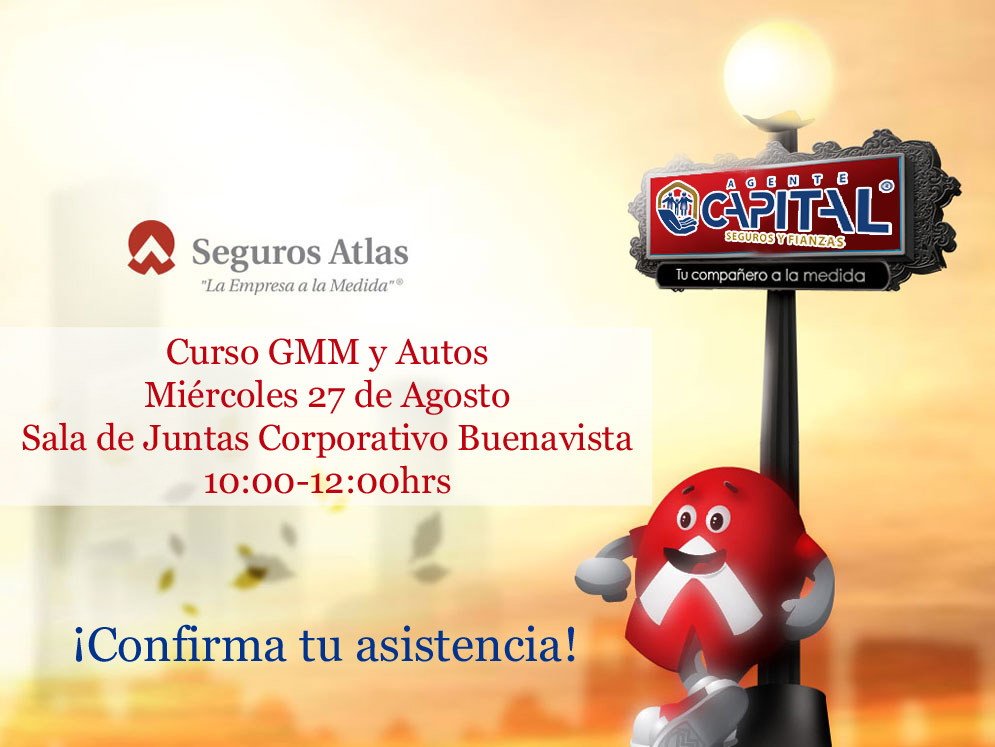 Seguros Atlas
"La Empresa a la Medida"®
AGENTE
CAPITAL®
SEGUROS Y FIANZAS
Tu compañero a la medida
Curso GMM y Autos
Miércoles 27 de Agosto
Sala de Juntas Corporativo Buenavista
10:00-12:00hrs
¡Confirma tu asistencia!